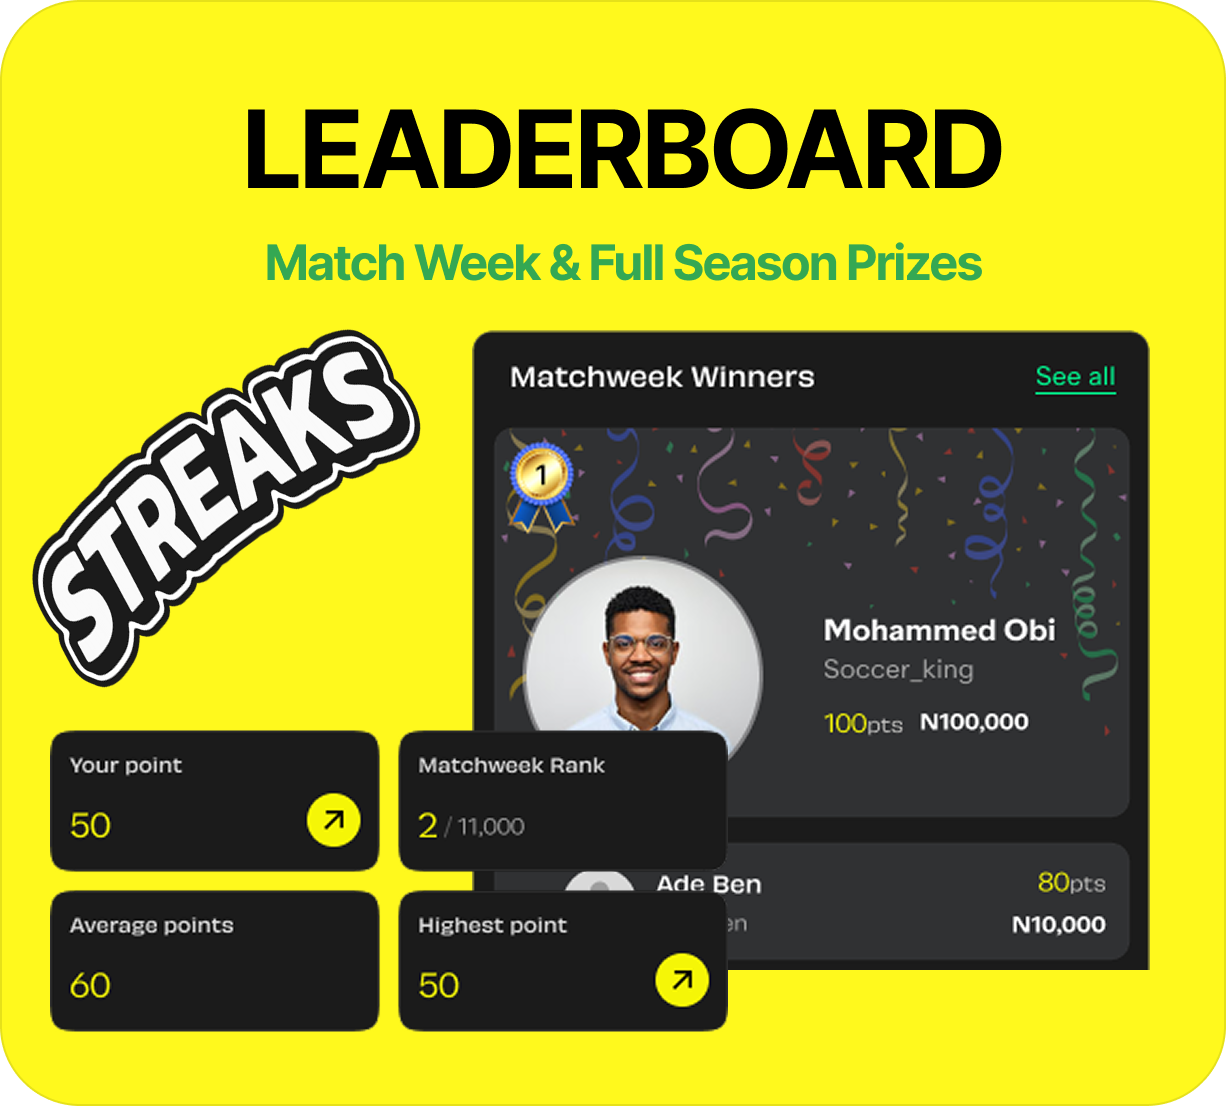 LEADERBOARD
Match Week & Full Season Prizes
STREAKS
Matchweek Winners
See all
1
Mohammed Obi
Soccer_king
100pts N100,000
Your point
50
Matchweek Rank
2 / 11,000
Ade Ben
80pts
en
N10,000
Average points
60
Highest point
50